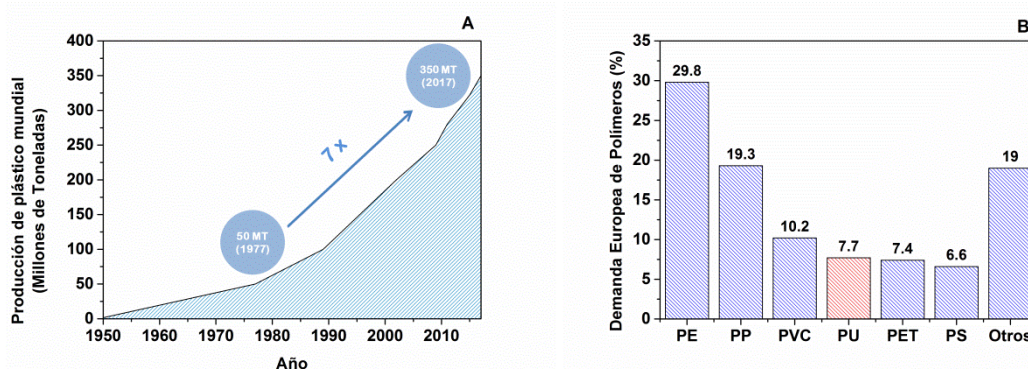 A
Producción de plástico mundial
(Millones de Toneladas)
400
350
300
250
200
150
100
50
0
350 MT
(2017)
7 x
50 MT
(1977)
1950 1960 1970 1980 1990 2000 2010
Año
B
Demanda Europea de Polímeros (%)
35
30
25
20
15
10
5
0
29.8
19.3
10.2
7.7
7.4
6.6
19
PE PP PVC PU PET PS Otros